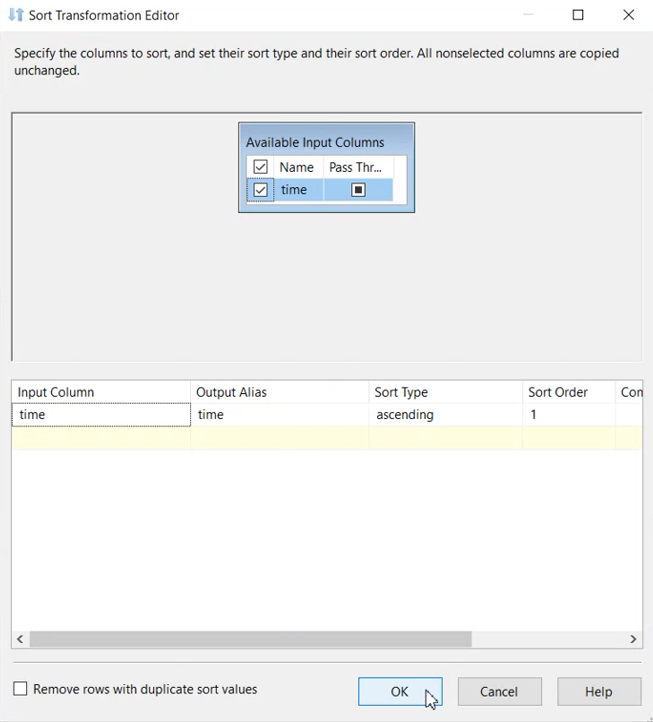 Sort Transformation Editor
Specify the columns to sort, and set their sort type and their sort order. All nonselected columns are copied
unchanged.
Available Input Columns
Name Pass Thr...
time
Input Column Output Alias Sort Type Sort Order Con
time time ascending 1
Remove rows with duplicate sort values OK Cancel Help